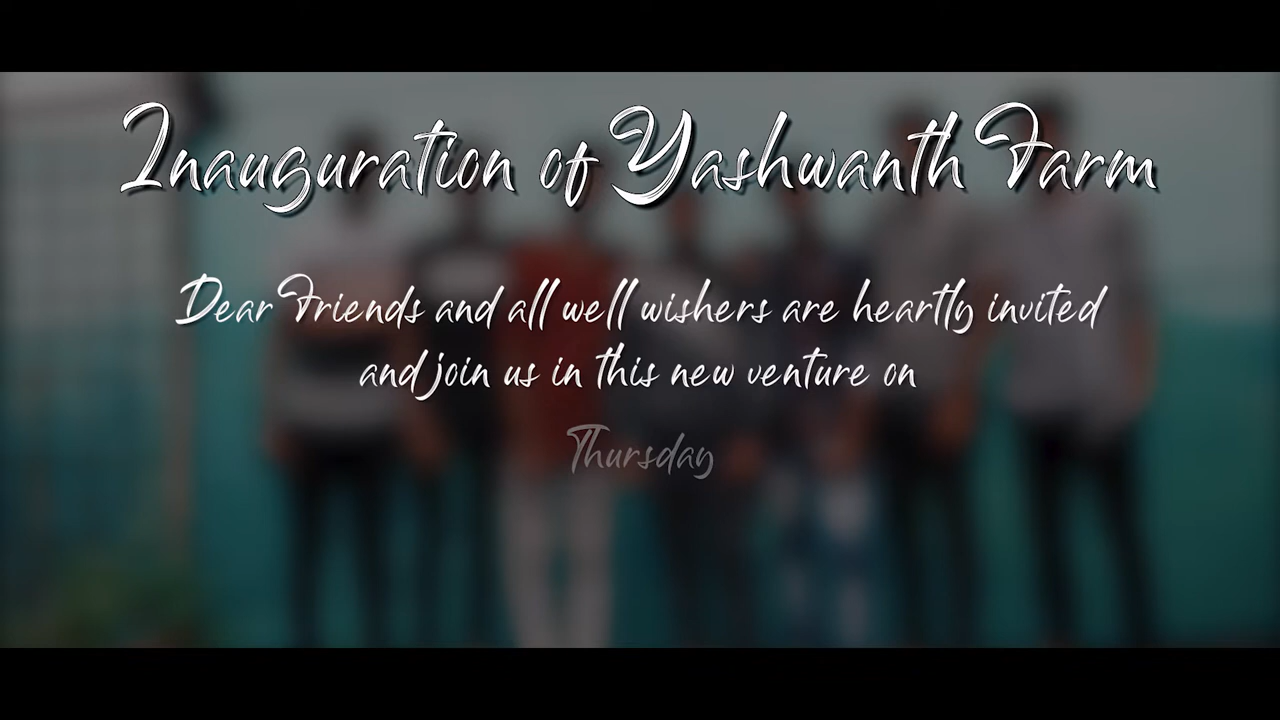 Inauguration of Yashwanth Farm
Dear Friends and all well wishers are heartly invited
and join us in this new venture on
Thursday